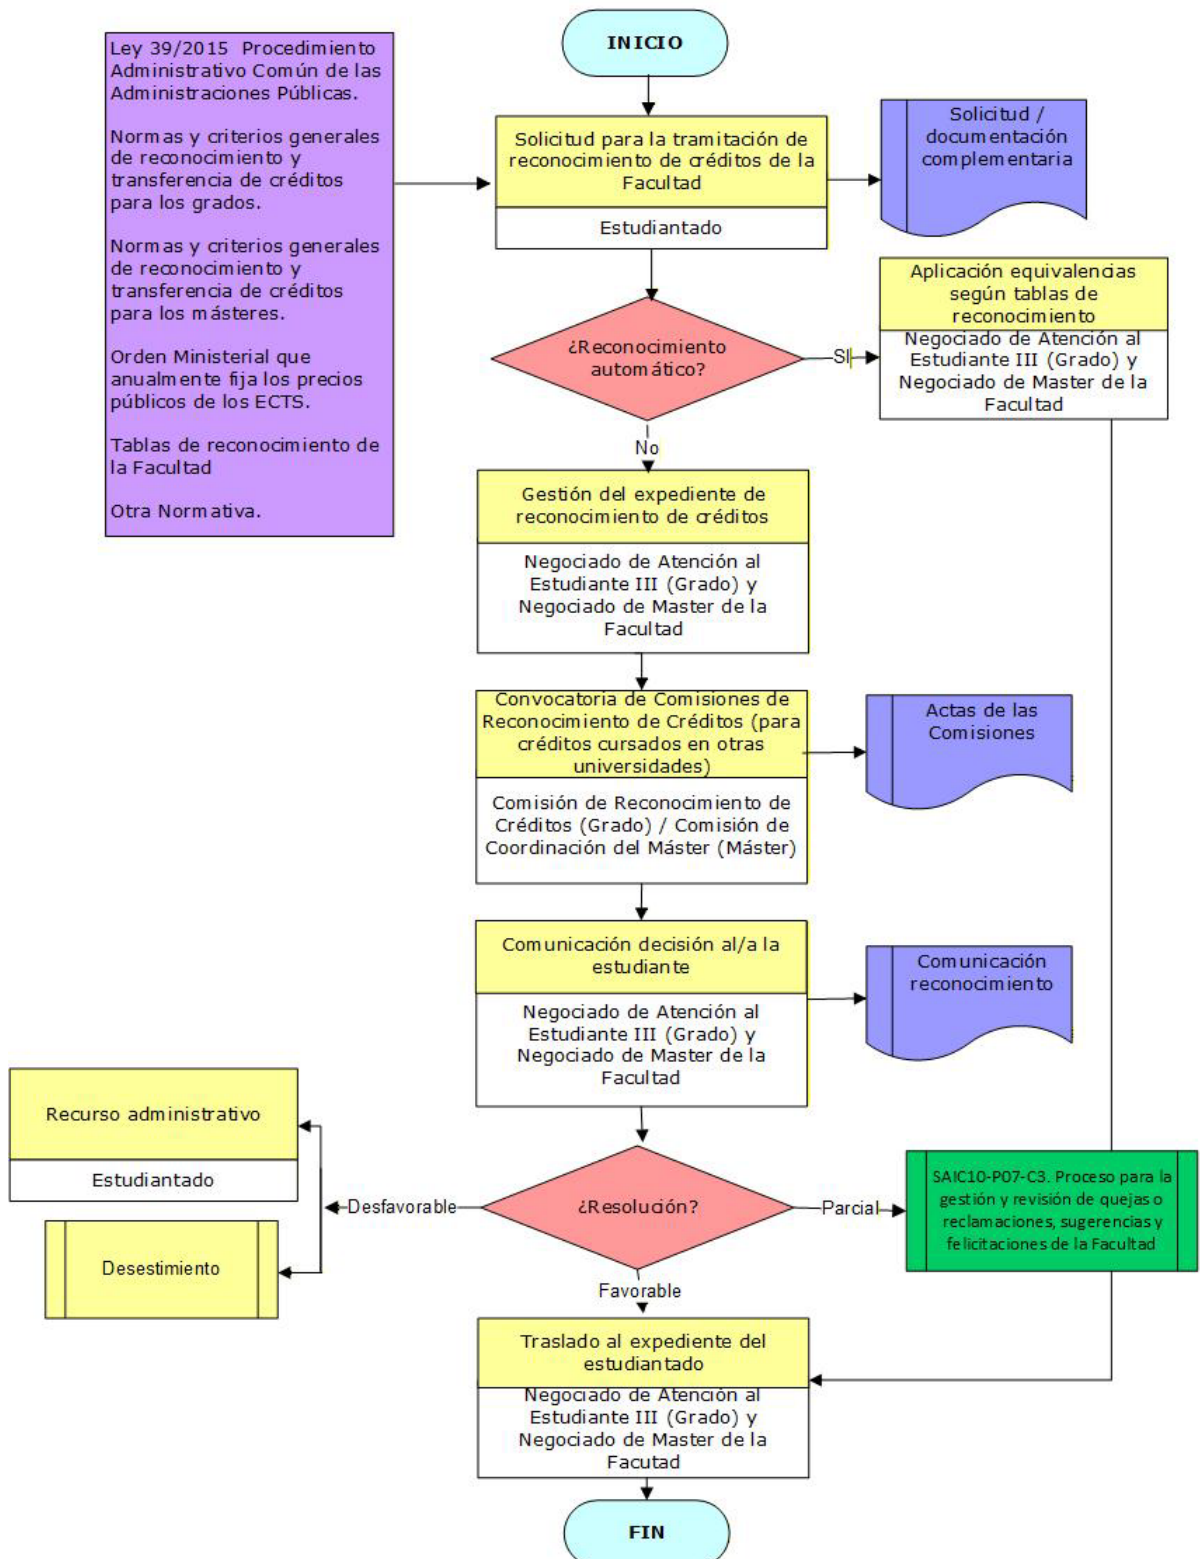 INICIO
Ley 39/2015 Procedimiento
Administrativo Común de las
Administraciones Públicas.
Normas y criterios generales
de reconocimiento y
transferencia de créditos
para los grados.
Normas y criterios generales
de reconocimiento y
transferencia de créditos
para los másteres.
Orden Ministerial que
anualmente fija los precios
públicos de los ECTS.
Tablas de reconocimiento de
la Facultad
Otra Normativa.
Solicitud para la tramitación de
reconocimiento de créditos de la
Facultad
Estudiantado
Solicitud /
documentación
complementaria
¿Reconocimiento
automático?
SI
Aplicación equivalencias
según tablas de
reconocimiento
Negociado de Atención al
Estudiante III (Grado) y
Negociado de Master de la
Facultad
No
Gestión del expediente de
reconocimiento de créditos
Negociado de Atención al
Estudiante III (Grado) y
Negociado de Master de la
Facultad
Convocatoria de Comisiones de
Reconocimiento de Créditos (para
créditos cursados en otras
universidades)
Comisión de Reconocimiento de
Créditos (Grado) / Comisión de
Coordinación del Máster (Máster)
Actas de las
Comisiones
Comunicación decisión al/a la
estudiante
Negociado de Atención al
Estudiante III (Grado) y
Negociado de Master de la
Facultad
Comunicación
reconocimiento
Recurso administrativo
Estudiantado
Desestimiento
Desfavorable
¿Resolución?
Parcial
SAIC10-P07-C3. Proceso para la
gestión y revisión de quejas o
reclamaciones, sugerencias y
felicitaciones de la Facultad
Favorable
Traslado al expediente del
estudiantado
Negociado de Atención al
Estudiante III (Grado) y
Negociado de Master de la
Facutad
FIN